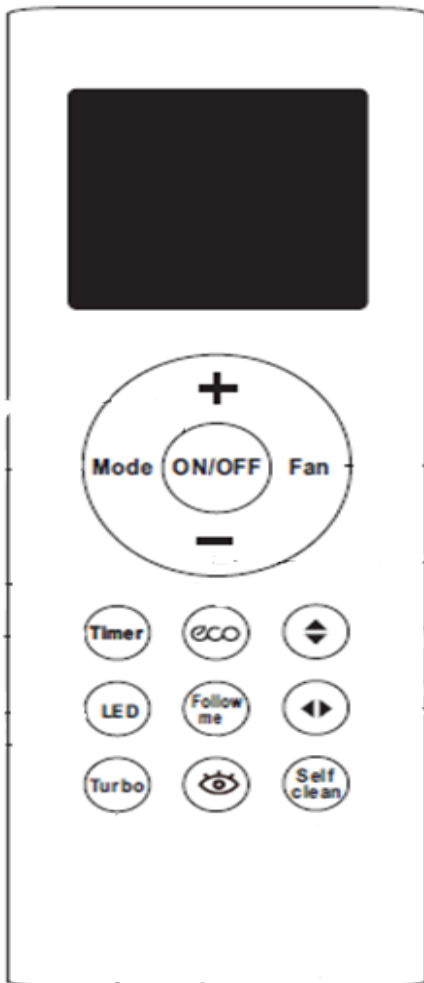 +
Mode ON/OFF Fan
−
Timer eco
LED Follow
me
Turbo Self
clean